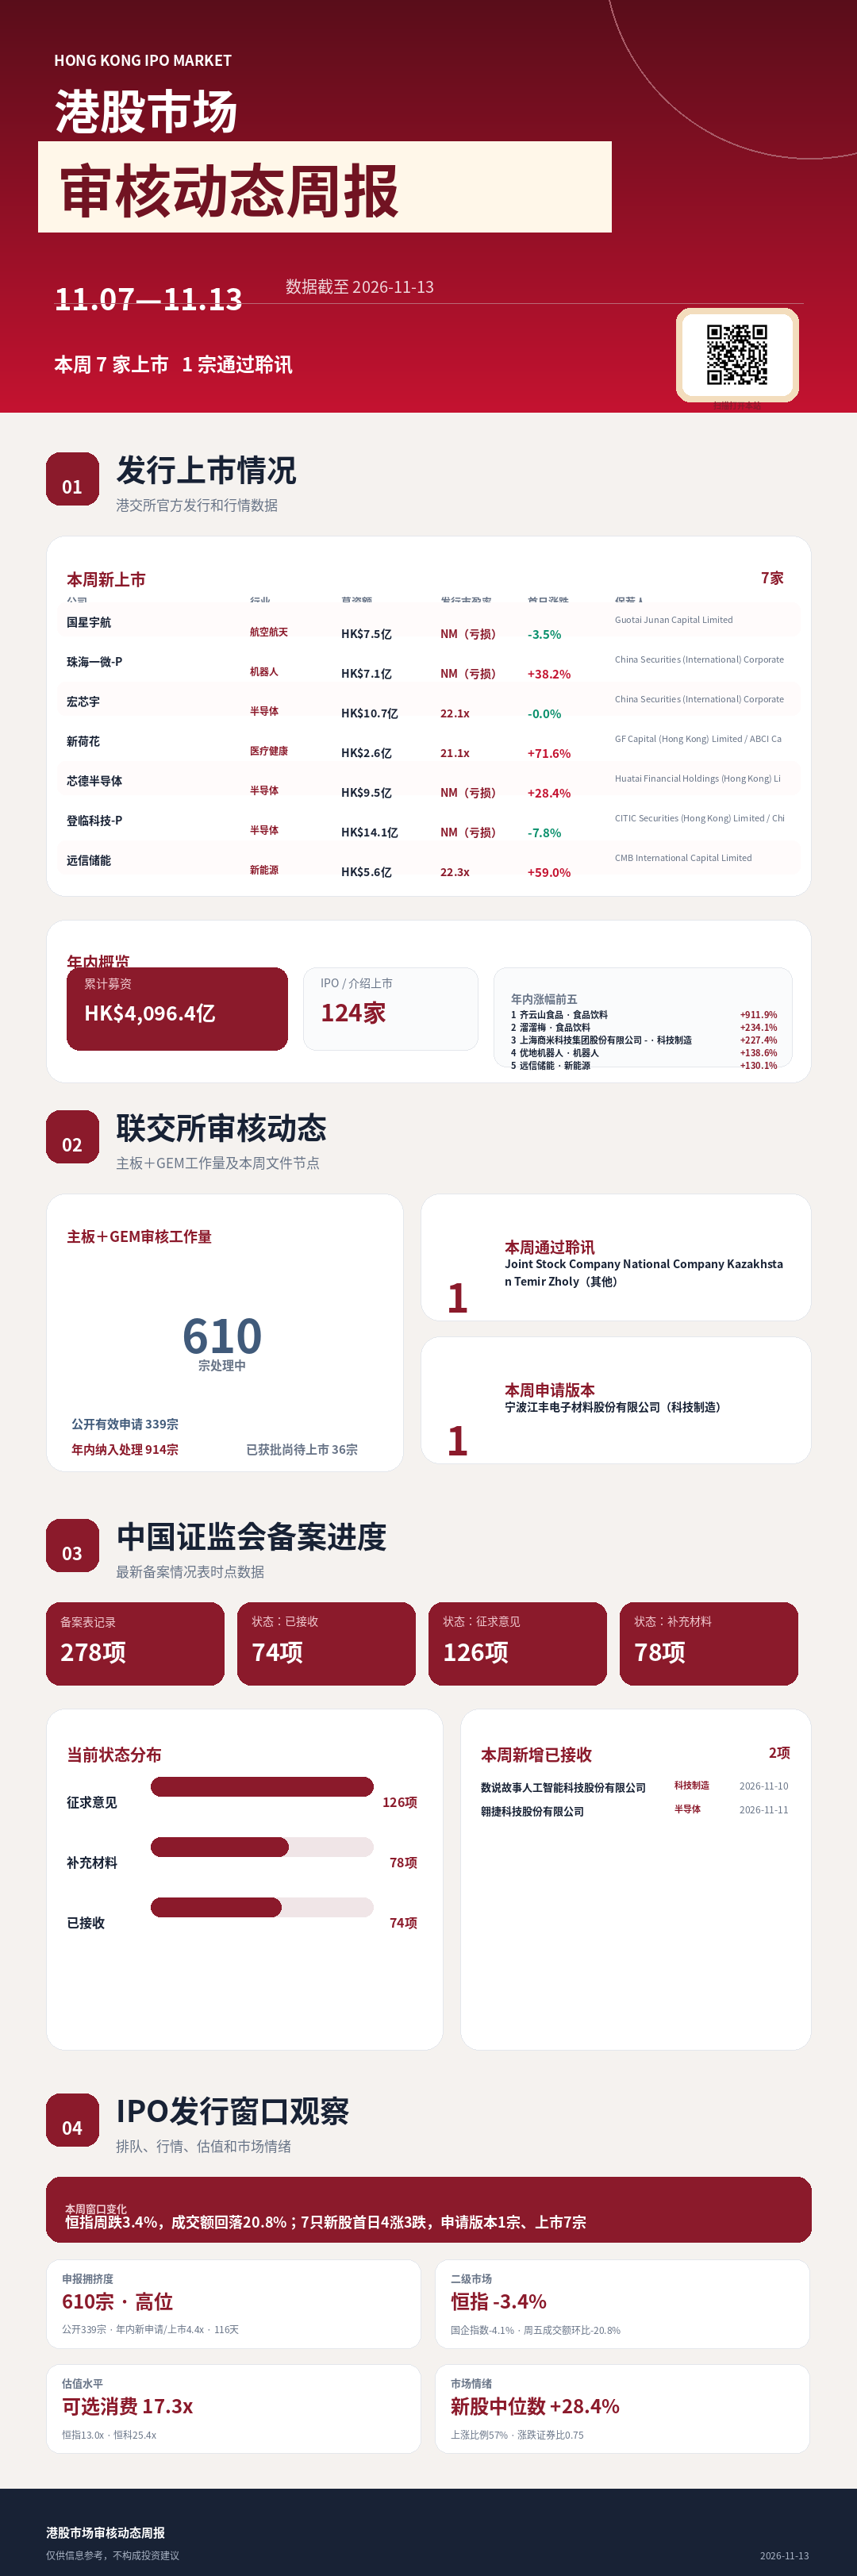 HONG KONG IPO MARKET
港股市场
审核动态周报
11.07—11.13
数据截至 2026-11-13
本周 7 家上市 1 宗通过聆讯
01
发行上市情况
港交所官方发行和行情数据
本周新上市
7家
国星宇航 航空航天 HK$7.5亿 NM（亏损） -3.5% Guotai Junan Capital Limited
珠海一微-P 机器人 HK$7.1亿 NM（亏损） +38.2% China Securities (International) Corporate
宏芯宇 半导体 HK$10.7亿 22.1x -0.0% China Securities (International) Corporate
新荷花 医疗健康 HK$2.6亿 21.1x +71.6% GF Capital (Hong Kong) Limited / ABCI Ca
芯德半导体 半导体 HK$9.5亿 NM（亏损） +28.4% Huatai Financial Holdings (Hong Kong) Li
登临科技-P 半导体 HK$14.1亿 NM（亏损） -7.8% CITIC Securities (Hong Kong) Limited / Chi
远信储能 新能源 HK$5.6亿 22.3x +59.0% CMB International Capital Limited
年内概览
累计募资
HK$4,096.4亿
IPO / 介绍上市
124家
年内涨幅前五
1 齐云山食品 · 食品饮料 +911.9%
2 溜溜梅 · 食品饮料 +234.1%
3 上海商米科技集团股份有限公司 - · 科技制造 +227.4%
4 优地机器人 · 机器人 +138.6%
5 远信储能 · 新能源 +130.1%
02
联交所审核动态
主板＋GEM工作量及本周文件节点
主板＋GEM审核工作量
610
宗处理中
公开有效申请 339宗
年内纳入处理 914宗
已获批尚待上市 36宗
本周通过聆讯
Joint Stock Company National Company Kazakhsta
n Temir Zholy（其他）
1
本周申请版本
宁波江丰电子材料股份有限公司（科技制造）
1
03
中国证监会备案进度
最新备案情况表时点数据
备案表记录
278项
状态：已接收
74项
状态：征求意见
126项
状态：补充材料
78项
当前状态分布
征求意见 126项
补充材料 78项
已接收 74项
本周新增已接收
2项
数说故事人工智能科技股份有限公司 科技制造 2026-11-10
翱捷科技股份有限公司 半导体 2026-11-11
04
IPO发行窗口观察
排队、行情、估值和市场情绪
本周窗口变化
恒指周跌3.4%，成交额回落20.8%；7只新股首日4涨3跌，申请版本1宗、上市7宗
申报拥挤度
610宗 · 高位
公开339宗 · 年内新申请/上市4.4x · 116天
二级市场
恒指 -3.4%
国企指数-4.1% · 周五成交额环比-20.8%
估值水平
可选消费 17.3x
恒指13.0x · 恒科25.4x
市场情绪
新股中位数 +28.4%
上涨比例57% · 涨跌证券比0.75
港股市场审核动态周报
仅供信息参考，不构成投资建议
2026-11-13